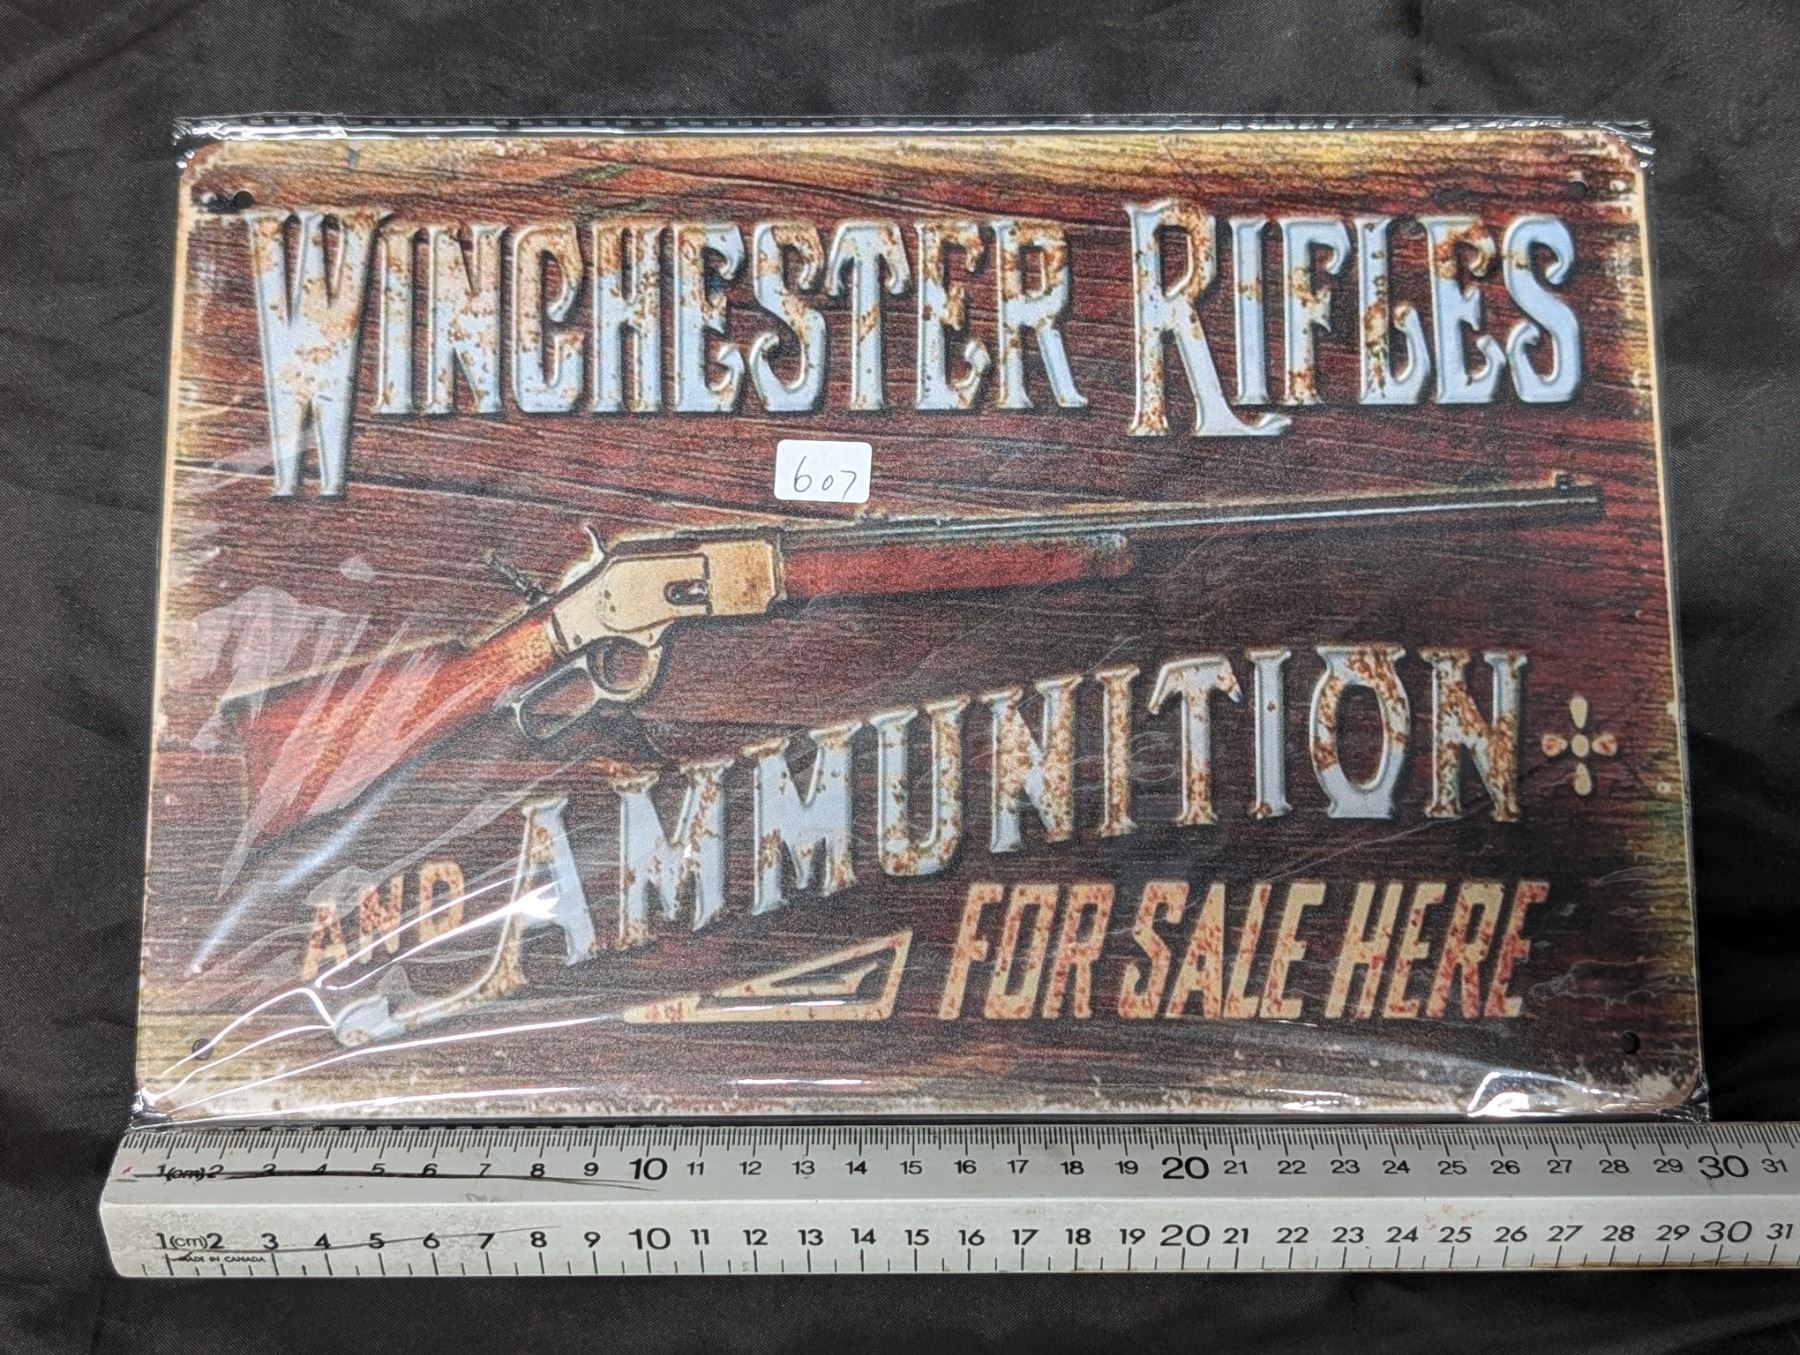 WINCHESTER RIFLES
607
AND AMMUNITION
FOR SALE HERE
1(cm)2 3 4 5 6 7 8 9 10 11 12 13 14 15 16 17 18 19 20 21 22 23 24 25 26 27 28 29 30 31
1(cm)2 3 4 5 6 7 8 9 10 11 12 13 14 15 16 17 18 19 20 21 22 23 24 25 26 27 28 29 30 31
MADE IN CANADA